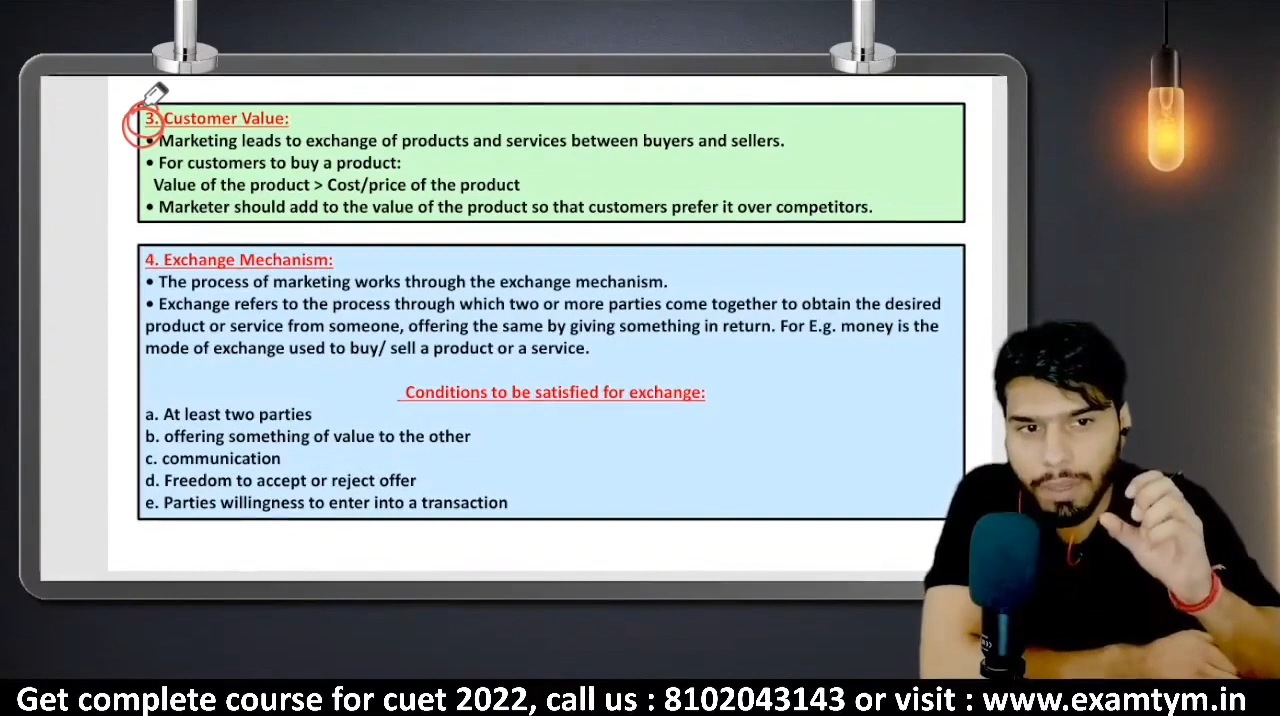 3. Customer Value:
• Marketing leads to exchange of products and services between buyers and sellers.
• For customers to buy a product:
Value of the product > Cost/price of the product
• Marketer should add to the value of the product so that customers prefer it over competitors.
4. Exchange Mechanism:
• The process of marketing works through the exchange mechanism.
• Exchange refers to the process through which two or more parties come together to obtain the desired
product or service from someone, offering the same by giving something in return. For E.g. money is the
mode of exchange used to buy/ sell a product or a service.
Conditions to be satisfied for exchange:
a. At least two parties
b. offering something of value to the other
c. communication
d. Freedom to accept or reject offer
e. Parties willingness to enter into a transaction
Get complete course for cuet 2022, call us : 8102043143 or visit : www.examtym.in